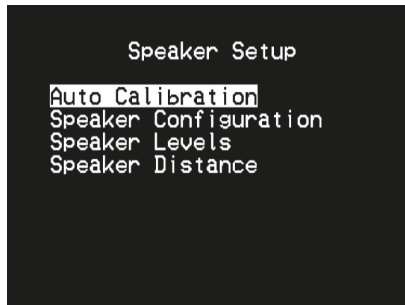 Speaker Setup
Auto Calibration
Speaker Configuration
Speaker Levels
Speaker Distance